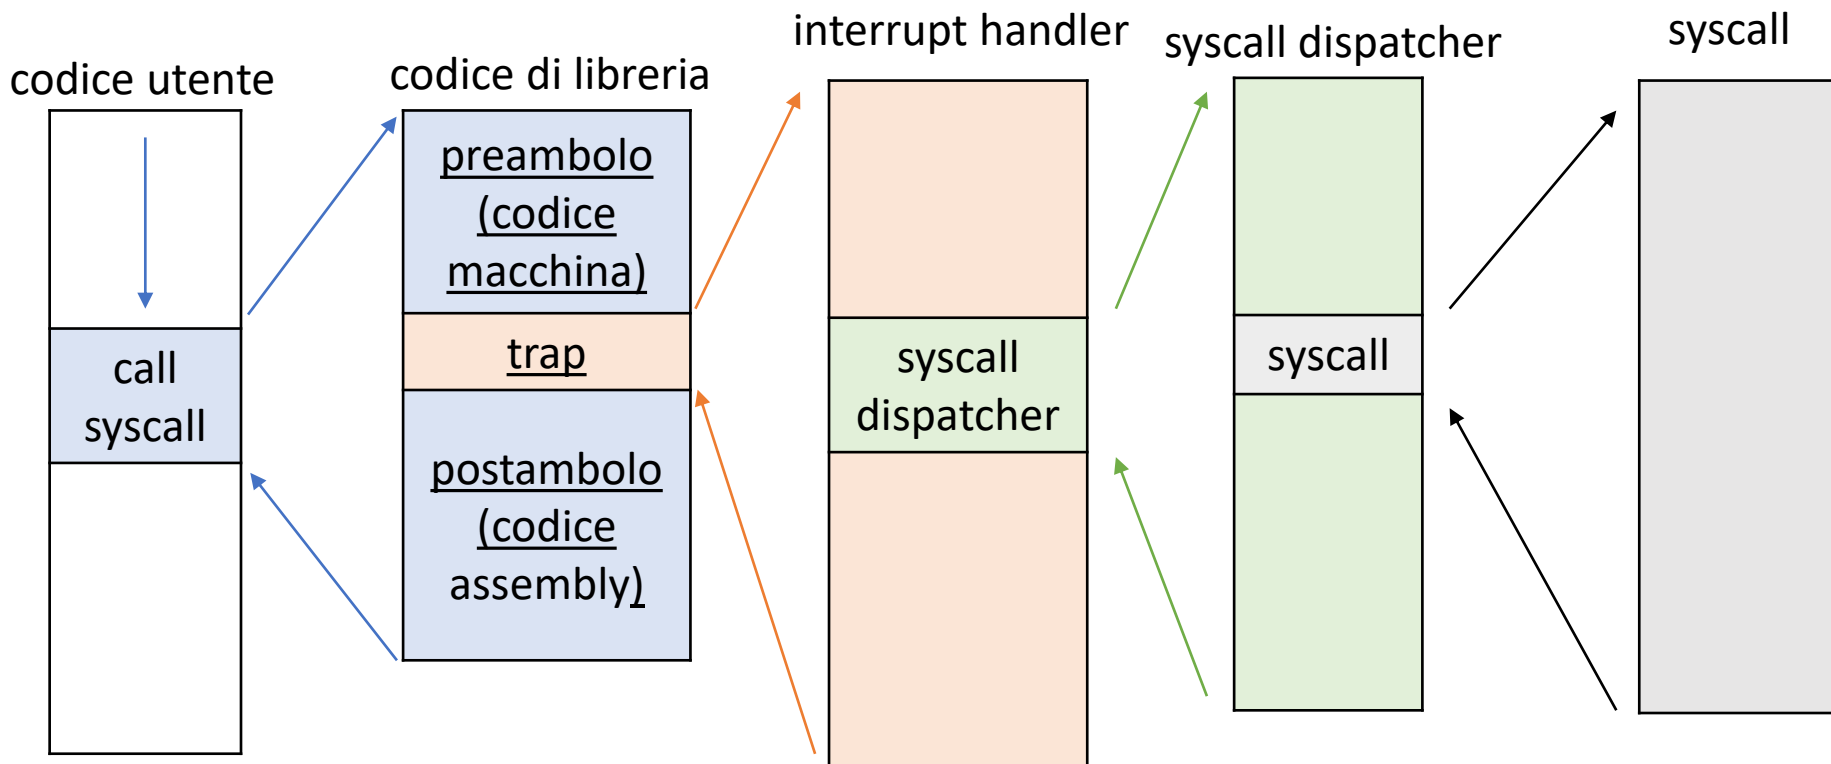 codice utente
call
syscall
codice di libreria
preambolo
(codice
macchina)
trap
postambolo
(codice
assembly)
interrupt handler
syscall
dispatcher
syscall dispatcher
syscall
syscall